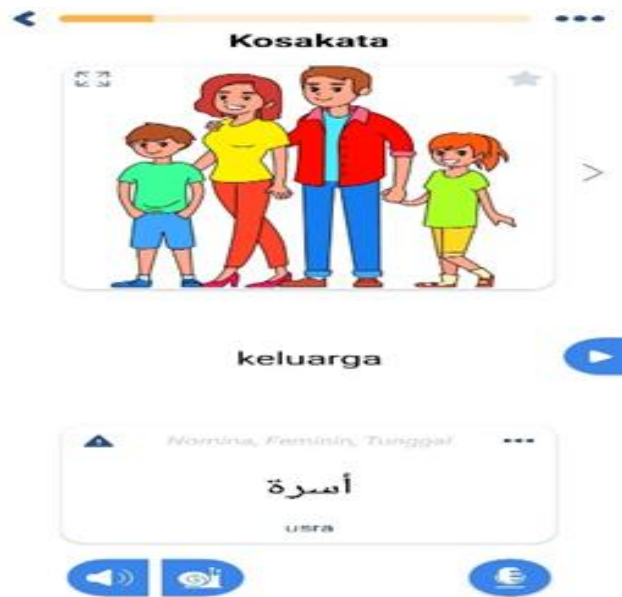 Kosakata
keluarga
Nomina, Feminin, Tunggal
أسرة
usra